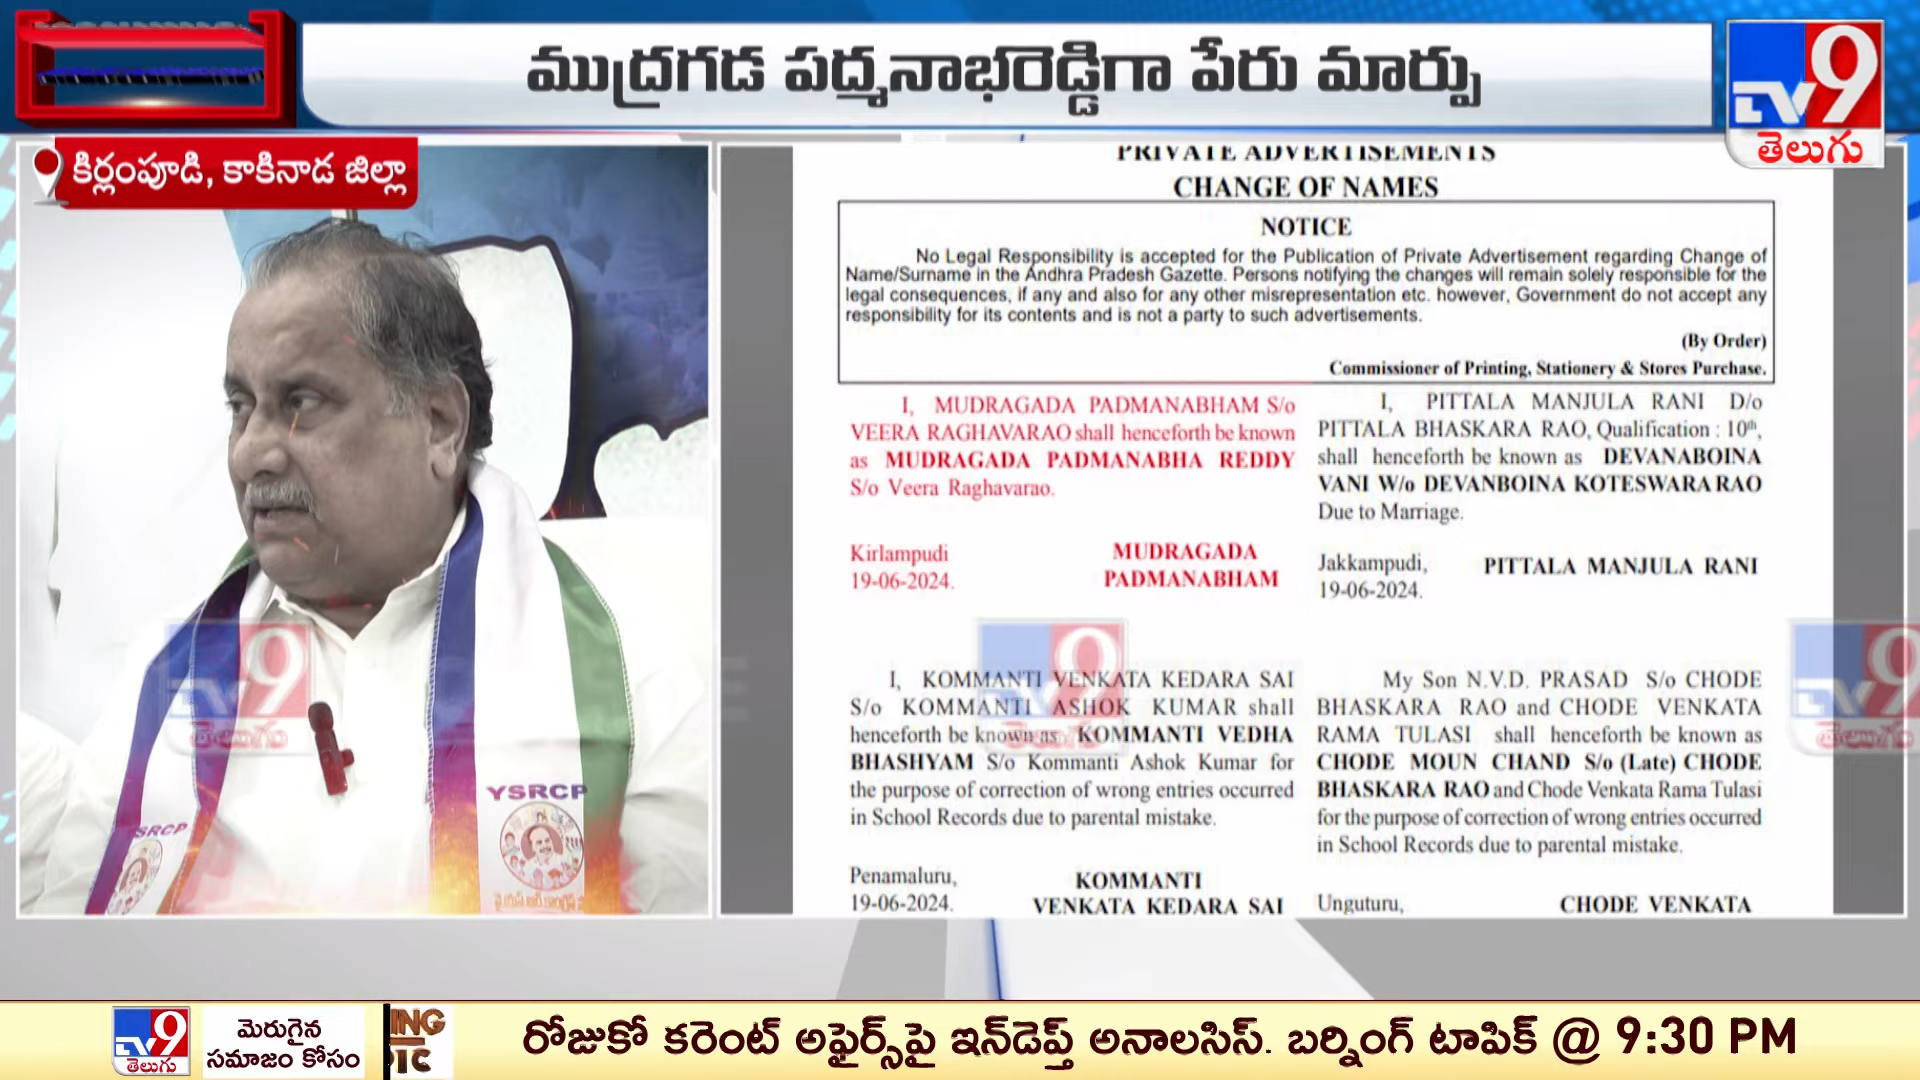 ముద్రగడ పద్మనాభరెడ్డిగా పేరు మార్పు
TV9
తెలుగు
కిర్లంపూడి, కాకినాడ జిల్లా
PRIVATE ADVERTISEMENTS
CHANGE OF NAMES
NOTICE
No Legal Responsibility is accepted for the Publication of Private Advertisement regarding Change of
Name/Surname in the Andhra Pradesh Gazette. Persons notifying the changes will remain solely responsible for the
legal consequences, if any and also for any other misrepresentation etc. however, Government do not accept any
responsibility for its contents and is not a party to such advertisements.
(By Order)
Commissioner of Printing, Stationery & Stores Purchase.
I, MUDRAGADA PADMANABHAM S/o
VEERA RAGHAVARAO shall henceforth be known
as MUDRAGADA PADMANABHA REDDY
S/o Veera Raghavarao.
Kirlampudi
19-06-2024.
MUDRAGADA
PADMANABHAM
I, PITTALA MANJULA RANI D/o
PITTALA BHASKARA RAO, Qualification : 10th,
shall henceforth be known as DEVANABOINA
VANI W/o DEVANBOINA KOTESWARA RAO
Due to Marriage.
Jakkampudi,
19-06-2024.
PITTALA MANJULA RANI
I, KOMMANTI VENKATA KEDARA SAI
S/o KOMMANTI ASHOK KUMAR shall
henceforth be known as KOMMANTI VEDHA
BHASHYAM S/o Kommanti Ashok Kumar for
the purpose of correction of wrong entries occurred
in School Records due to parental mistake.
Penamaluru,
19-06-2024.
KOMMANTI
VENKATA KEDARA SAI
My Son N.V.D. PRASAD S/o CHODE
BHASKARA RAO and CHODE VENKATA
RAMA TULASI shall henceforth be known as
CHODE MOUN CHAND S/o (Late) CHODE
BHASKARA RAO and Chode Venkata Rama Tulasi
for the purpose of correction of wrong entries occurred
in School Records due to parental mistake.
Unguturu,
CHODE VENKATA
TV9
తెలుగు
TV9
తెలుగు
TV9
తెలుగు
YSRCP
YSRCP
TV9
తెలుగు
మెరుగైన
సమాజం కోసం
రోజుకో కరెంట్ అఫైర్స్‌పై ఇన్‌డెప్త్ అనాలసిస్. బర్నింగ్ టాపిక్ @ 9:30 PM